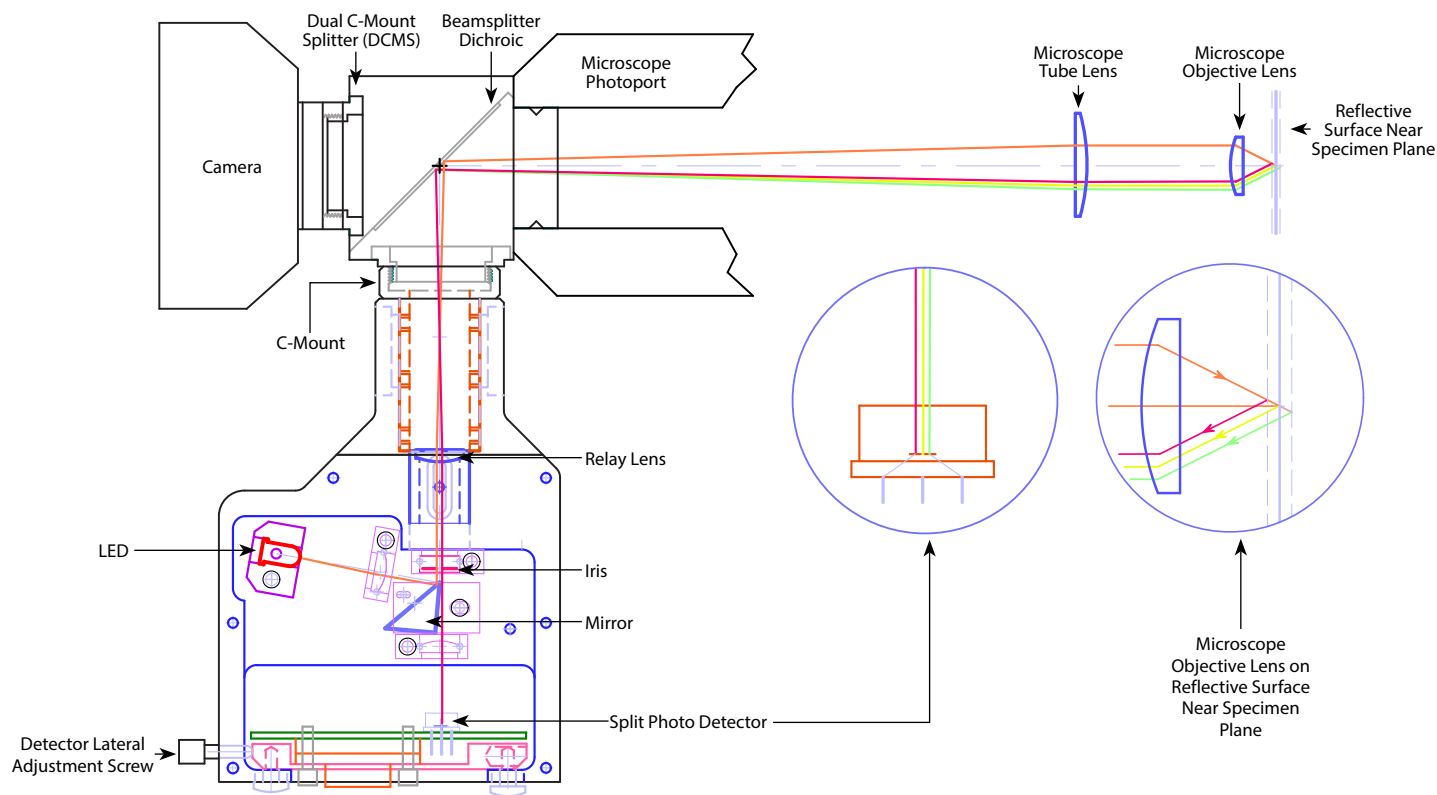 Dual C-Mount
Splitter (DCMS)
Beamsplitter
Dichroic
Microscope
Photoport
Microscope
Tube Lens
Microscope
Objective Lens
Reflective
Surface Near
Specimen Plane
Camera
C-Mount
Relay Lens
LED
Iris
Mirror
Microscope
Objective Lens on
Reflective Surface
Near Specimen
Plane
Split Photo Detector
Detector Lateral
Adjustment Screw